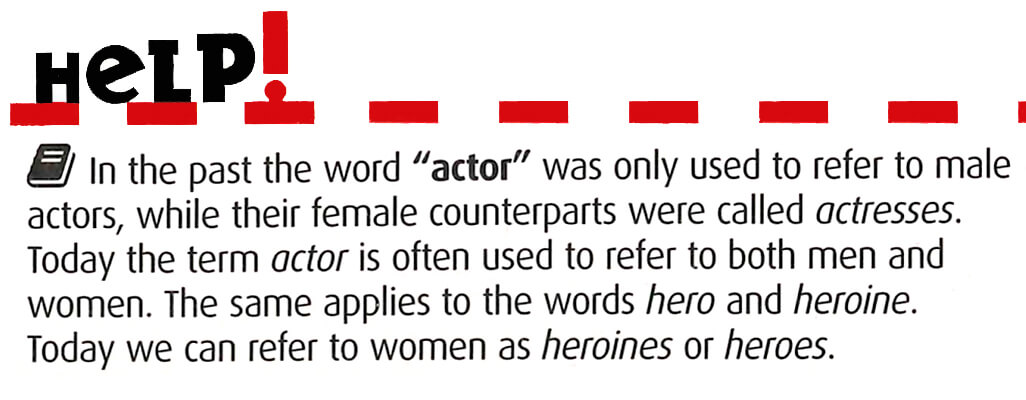 HeLP!
In the past the word “actor” was only used to refer to male
actors, while their female counterparts were called actresses.
Today the term actor is often used to refer to both men and
women. The same applies to the words hero and heroine.
Today we can refer to women as heroines or heroes.